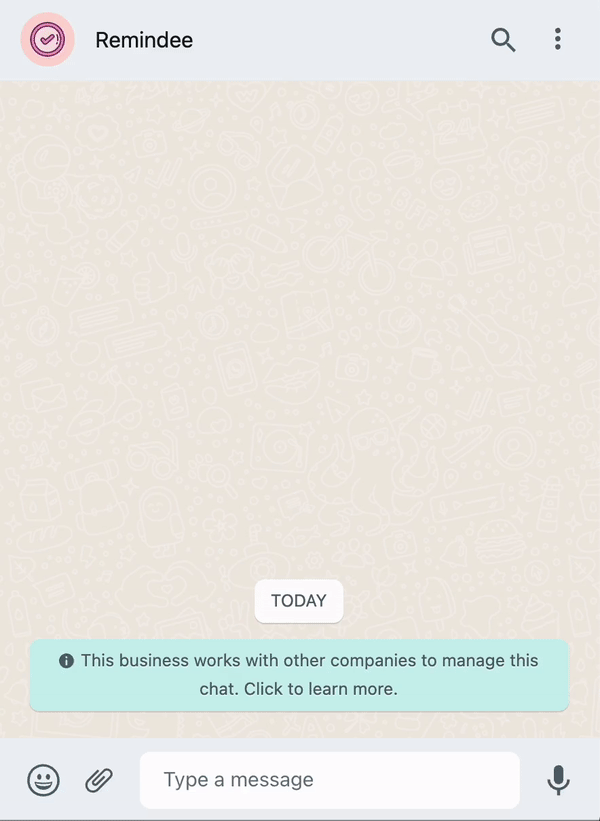 Remindee
TODAY
This business works with other companies to manage this
chat. Click to learn more.
Type a message